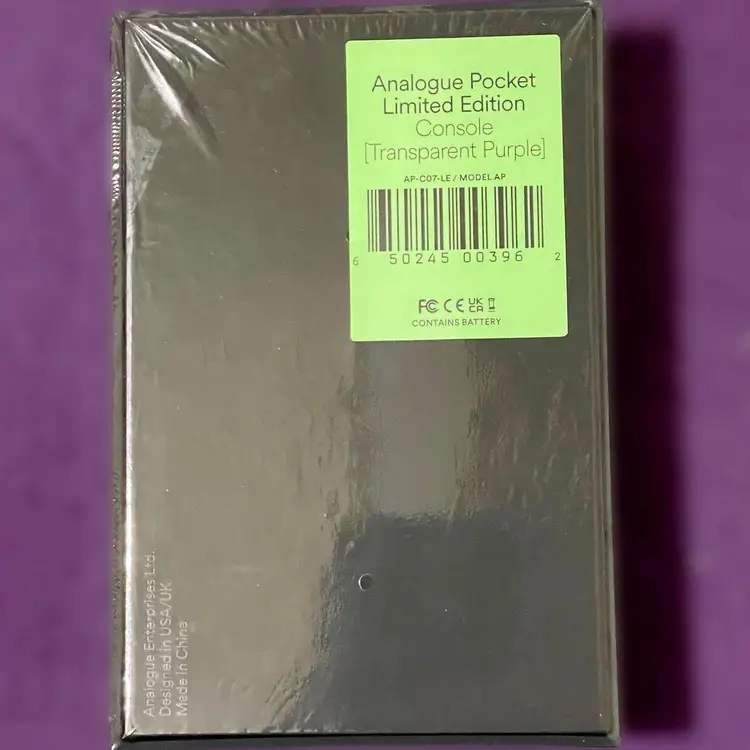 Analogue Pocket
Limited Edition
Console
[Transparent Purple]
AP-C07-LE / MODEL AP
6 50245 00396 2
FC CE UK CA
CONTAINS BATTERY
Analogue Enterprises Ltd.
Designed in USA/UK
Made in China